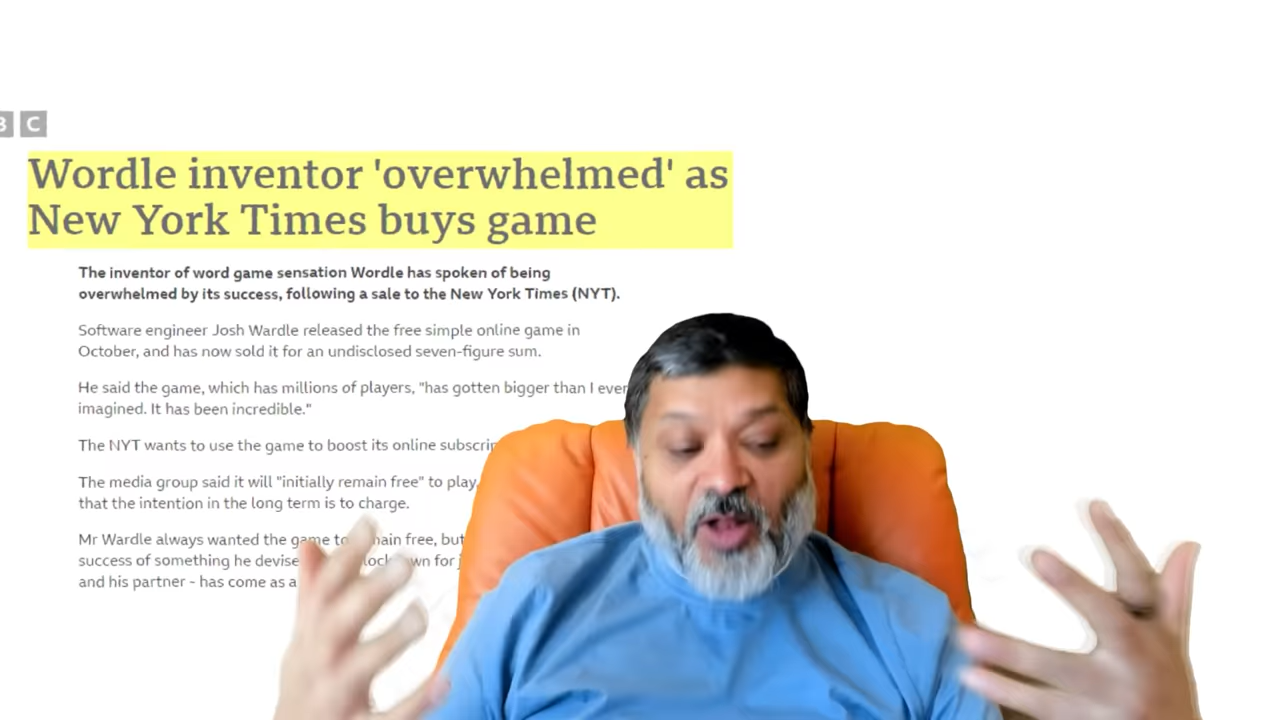 B C
Wordle inventor 'overwhelmed' as
New York Times buys game
The inventor of word game sensation Wordle has spoken of being
overwhelmed by its success, following a sale to the New York Times (NYT).
Software engineer Josh Wardle released the free simple online game in
October, and has now sold it for an undisclosed seven-figure sum.
He said the game, which has millions of players, "has gotten bigger than I ever
imagined. It has been incredible."
The NYT wants to use the game to boost its online
The media group said it will "initially remain free" to play,
that the intention in the long term is to charge.
Mr Wardle always wanted the game free, but
success of something he
and his partner - has come as a